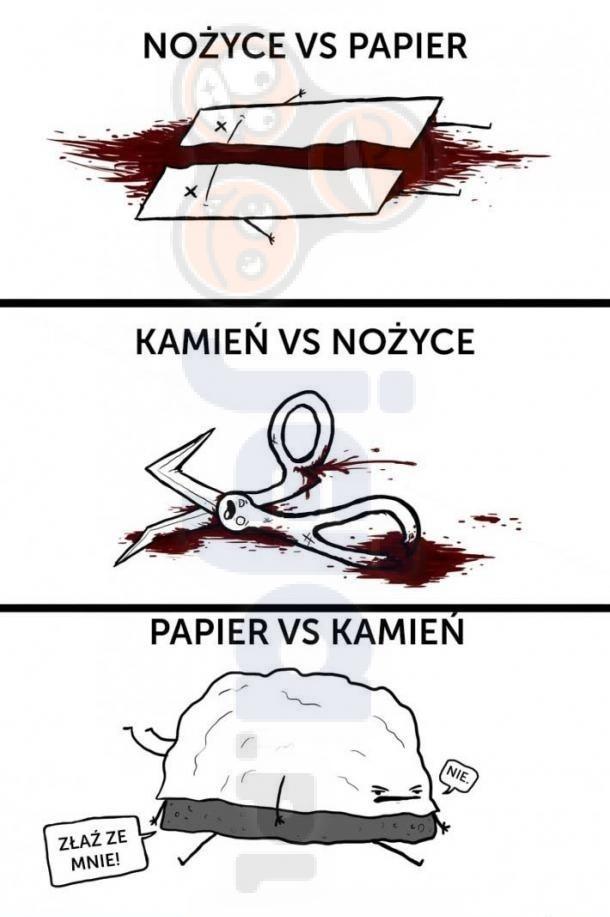 NOŻYCE VS PAPIER
KAMIEŃ VS NOŻYCE
PAPIER VS KAMIEŃ
NIE.
ZŁAŹ ZE
MNIE!